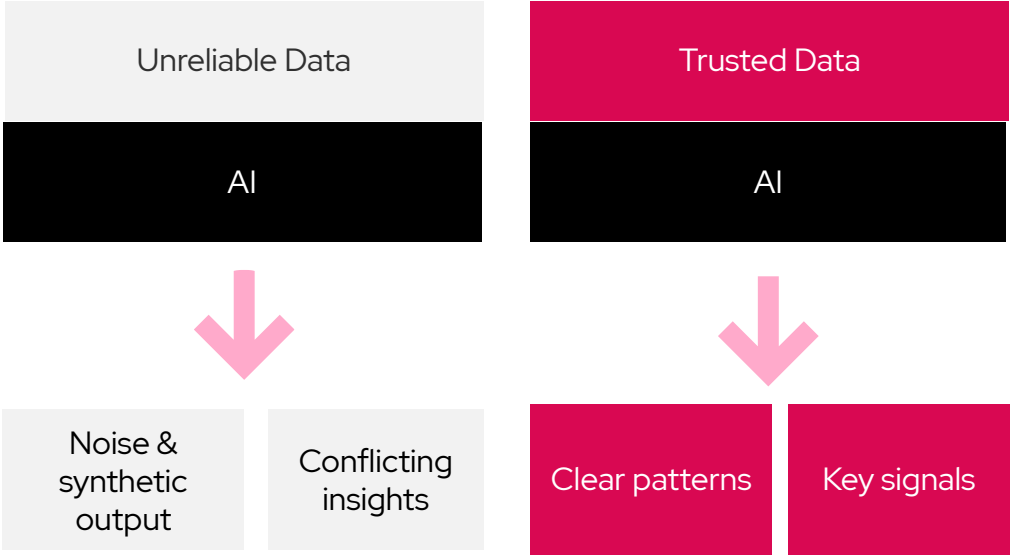 Unreliable Data
Trusted Data
AI
AI
Noise &
synthetic
output
Conflicting
insights
Clear patterns
Key signals